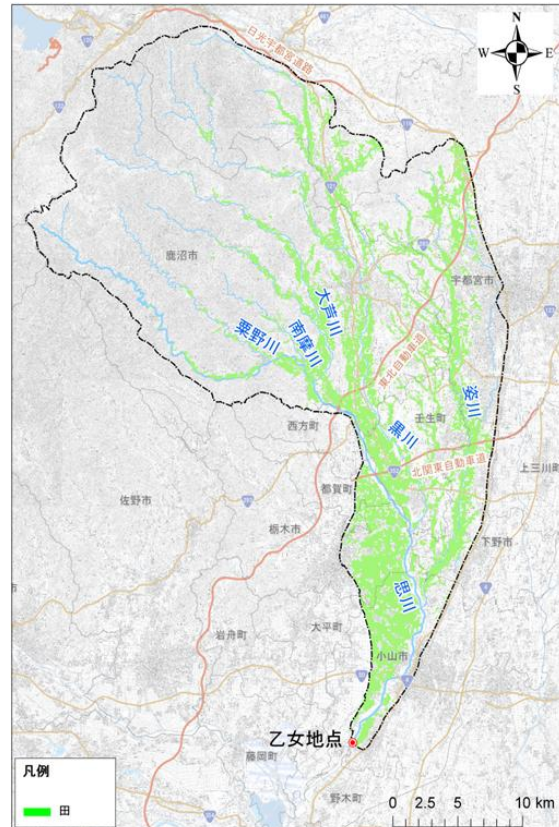 N
W
E
S
日光宇都宮道路
鹿沼市
宇都宮市
大芦川
南摩川
粟野川
東北自動車道
姿川
黒川
壬生町
西方町
北関東自動車道
上三川町
都賀町
佐野市
栃木市
下野市
思川
大平町
岩舟町
小山市
乙女地点
藤岡町
野木町
凡例
田
0 2.5 5 10 km